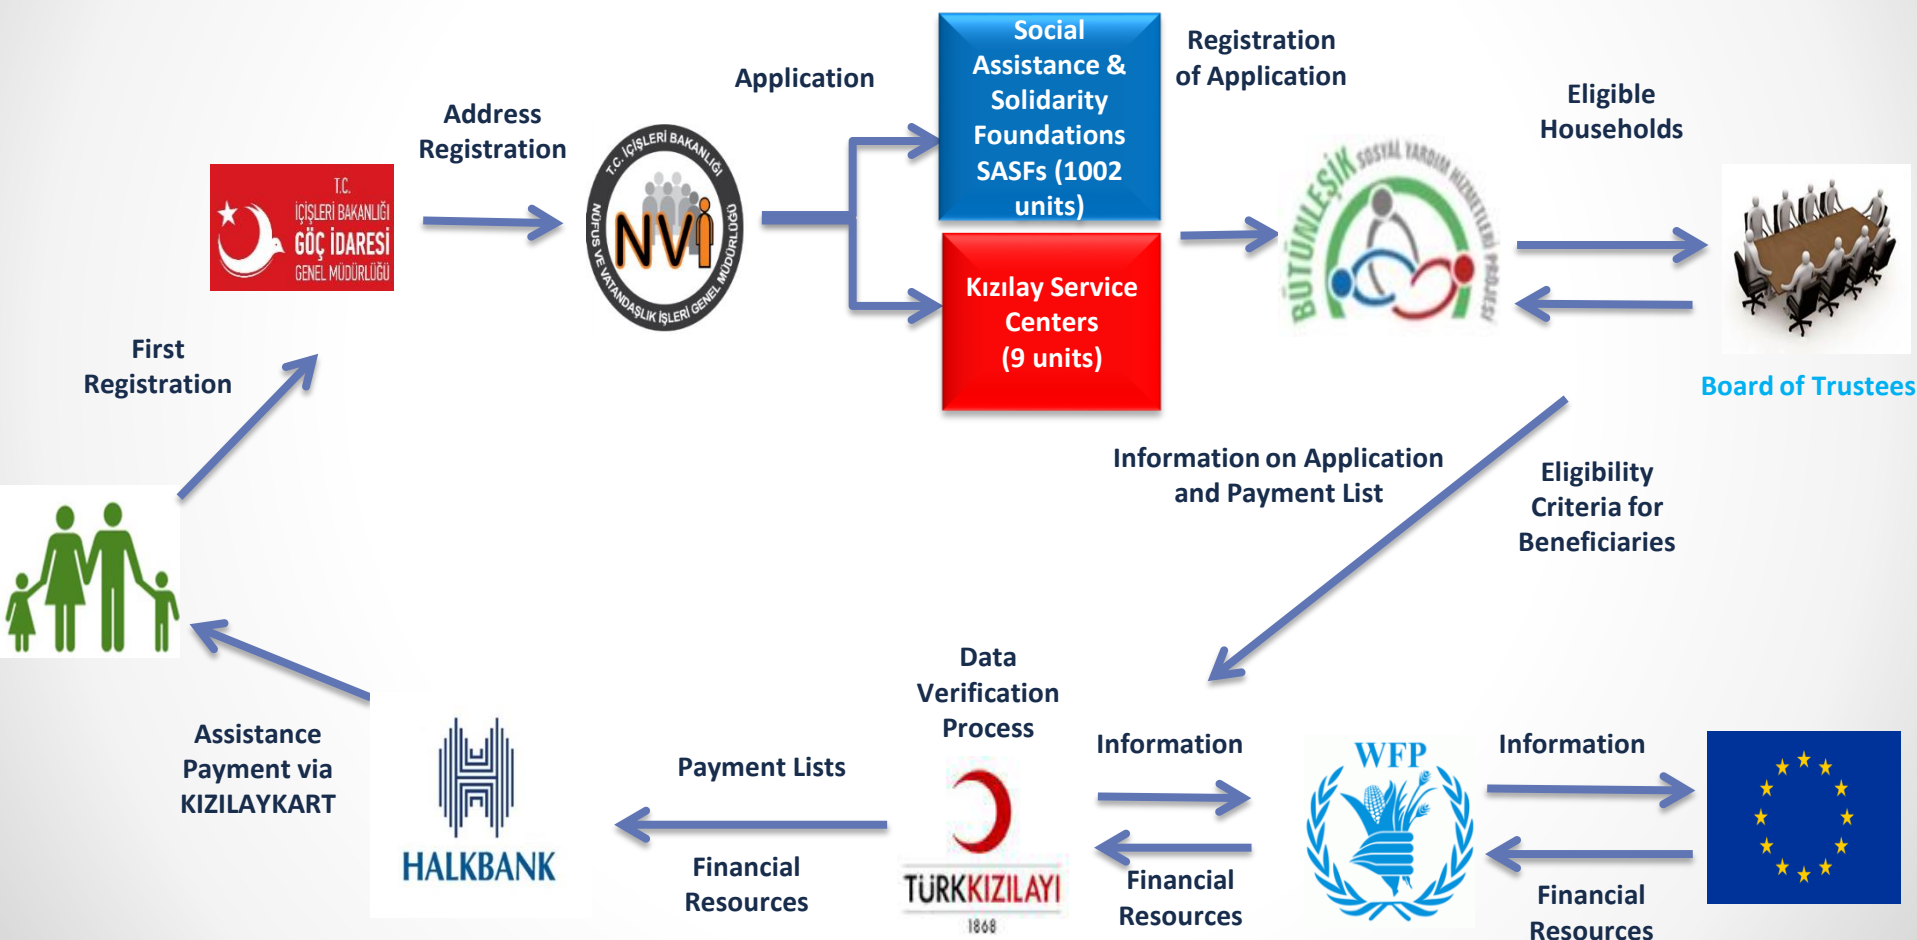 Social
Assistance &
Solidarity
Foundations
SASFs (1002
units)
Registration
of Application
Application
Eligible
Households
Address
Registration
T.C.
İÇİŞLERİ BAKANLIĞI
GÖÇ İDARESİ
GENEL MÜDÜRLÜĞÜ
T.C. İÇİŞLERİ BAKANLIĞI
NVİ
NÜFUS VE VATANDAŞLIK İŞLERİ GENEL MÜDÜRLÜĞÜ
BÜTÜNLEŞİK SOSYAL YARDIM HİZMETLERİ PROJESİ
Kızılay Service
Centers
(9 units)
First
Registration
Board of Trustees
Information on Application
and Payment List
Eligibility
Criteria for
Beneficiaries
Data
Verification
Process
Assistance
Payment via
KIZILAYKART
HALKBANK
Payment Lists
Financial
Resources
TÜRKKIZILAYI
1868
Information
Financial
Resources
WFP
Information
Financial
Resources